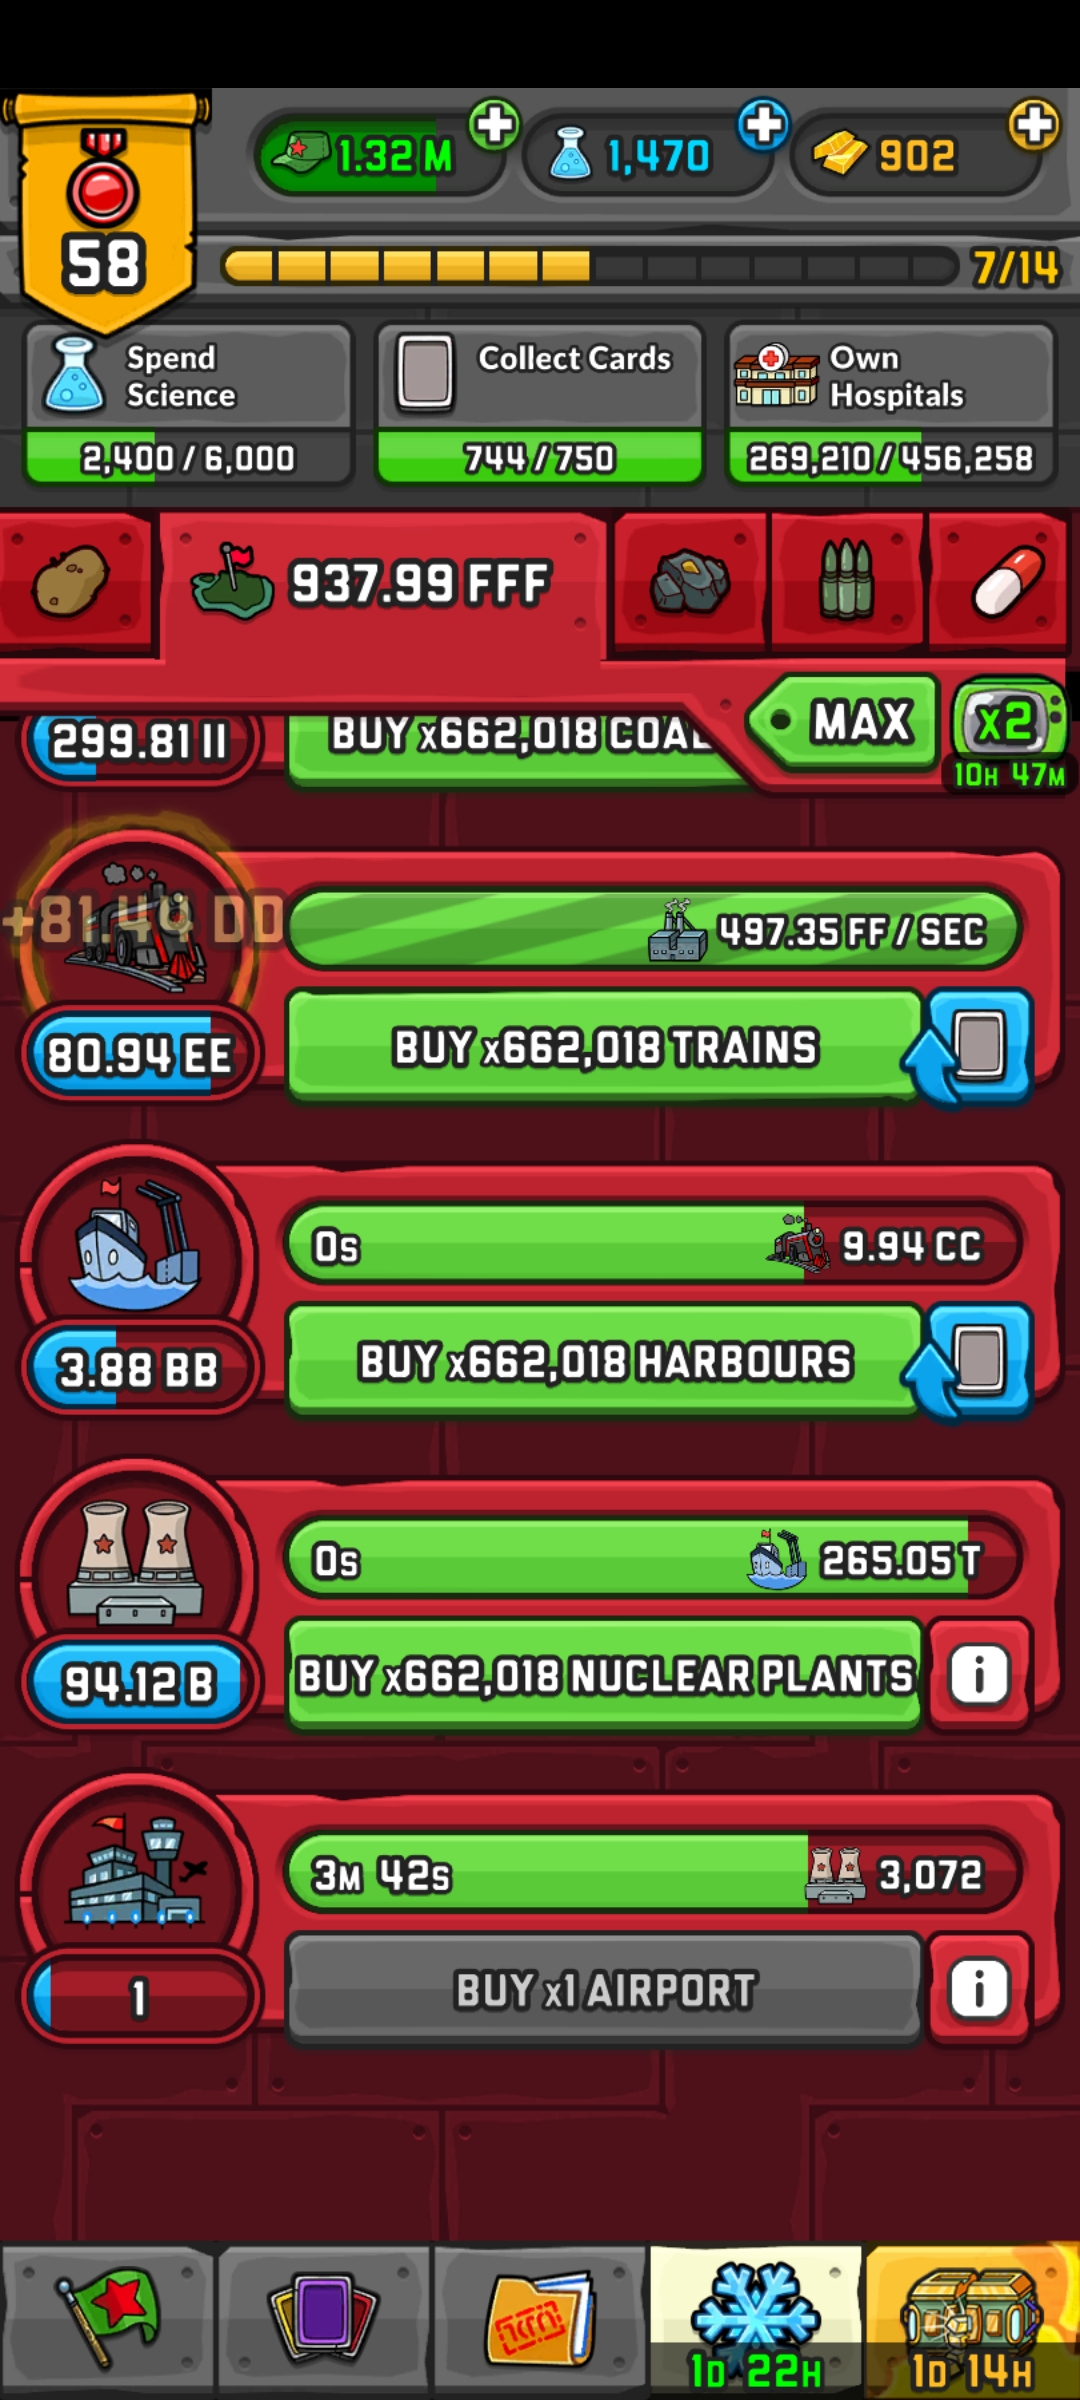 1.32 M
1,470
902
58
7/14
Spend
Science
Collect Cards
Own
Hospitals
2,400 / 6,000
744 / 750
269,210 / 456,258
937.99 FFF
MAX
x2
10H 47M
299.81 II
BUY x662,018 COAL
+81.49 DD
497.35 FF / SEC
80.94 EE
BUY x662,018 TRAINS
0s
9.94 CC
3.88 BB
BUY x662,018 HARBOURS
0s
265.05 T
94.12 B
BUY x662,018 NUCLEAR PLANTS
i
3M 42s
3,072
1
BUY x1 AIRPORT
i
1D 22H
1D 14H